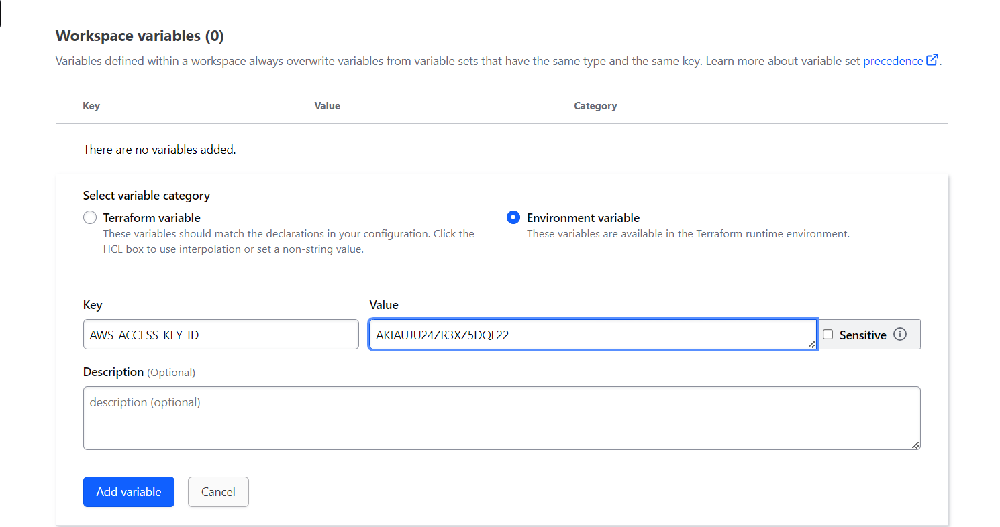 Workspace variables (0)
Variables defined within a workspace always overwrite variables from variable sets that have the same type and the same key. Learn more about variable set precedence.
Key Value Category
There are no variables added.
Select variable category
Terraform variable
These variables should match the declarations in your configuration. Click the
HCL box to use interpolation or set a non-string value.
Environment variable
These variables are available in the Terraform runtime environment.
Key Value
AWS_ACCESS_KEY_ID AKIAUJU24ZR3XZ5DQL22 Sensitive
Description (Optional)
description (optional)
Add variable Cancel